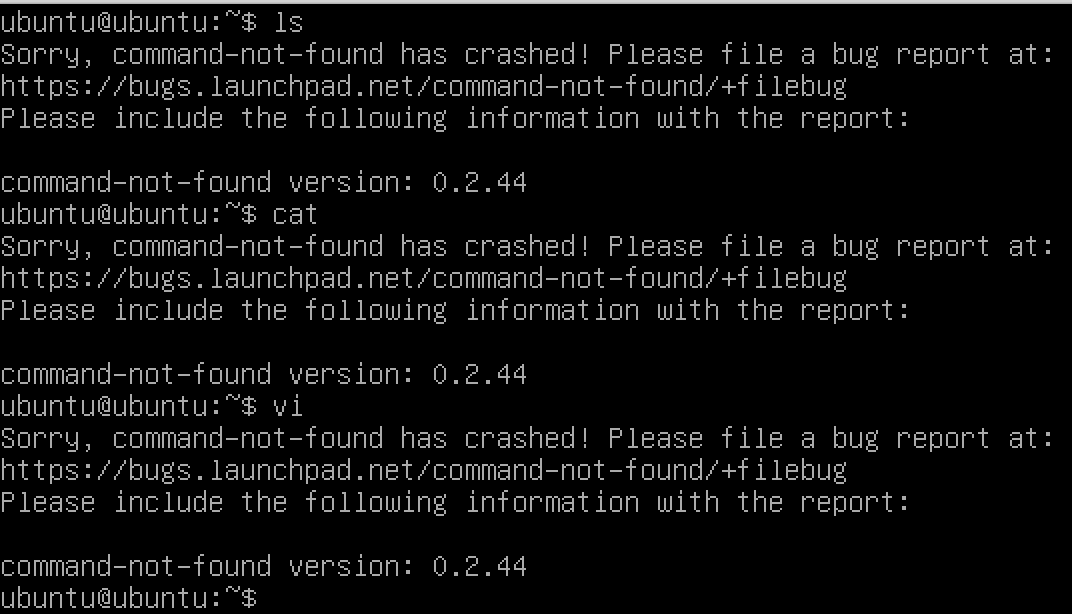 ubuntu@ubuntu:~$ ls
Sorry, command-not-found has crashed! Please file a bug report at:
https://bugs.launchpad.net/command-not-found/+filebug
Please include the following information with the report:

command-not-found version: 0.2.44
ubuntu@ubuntu:~$ cat
Sorry, command-not-found has crashed! Please file a bug report at:
https://bugs.launchpad.net/command-not-found/+filebug
Please include the following information with the report:

command-not-found version: 0.2.44
ubuntu@ubuntu:~$ vi
Sorry, command-not-found has crashed! Please file a bug report at:
https://bugs.launchpad.net/command-not-found/+filebug
Please include the following information with the report:

command-not-found version: 0.2.44
ubuntu@ubuntu:~$